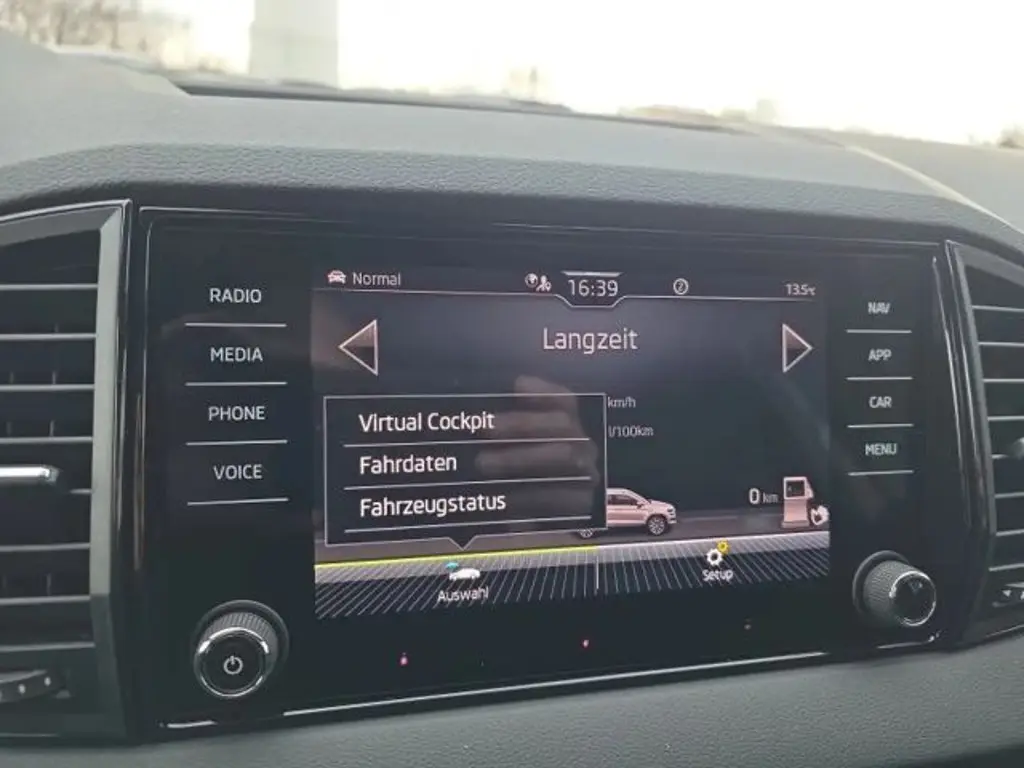 RADIO
MEDIA
PHONE
VOICE
Normal
16:39
2
13.5°C
Langzeit
km/h
l/100km
Virtual Cockpit
Fahrdaten
Fahrzeugstatus
0 km
Auswahl
Setup
NAV
APP
CAR
MENU